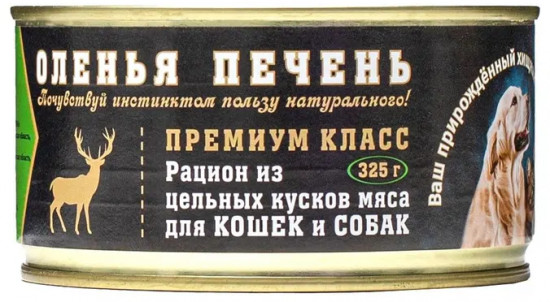 ОЛЕНЬЯ ПЕЧЕНЬ
Почувствуй инстинктом пользу натурального!
ПРЕМИУМ КЛАСС
Рацион из 325 г
цельных кусков мяса
для КОШЕК и СОБАК
Ваш прирождённый